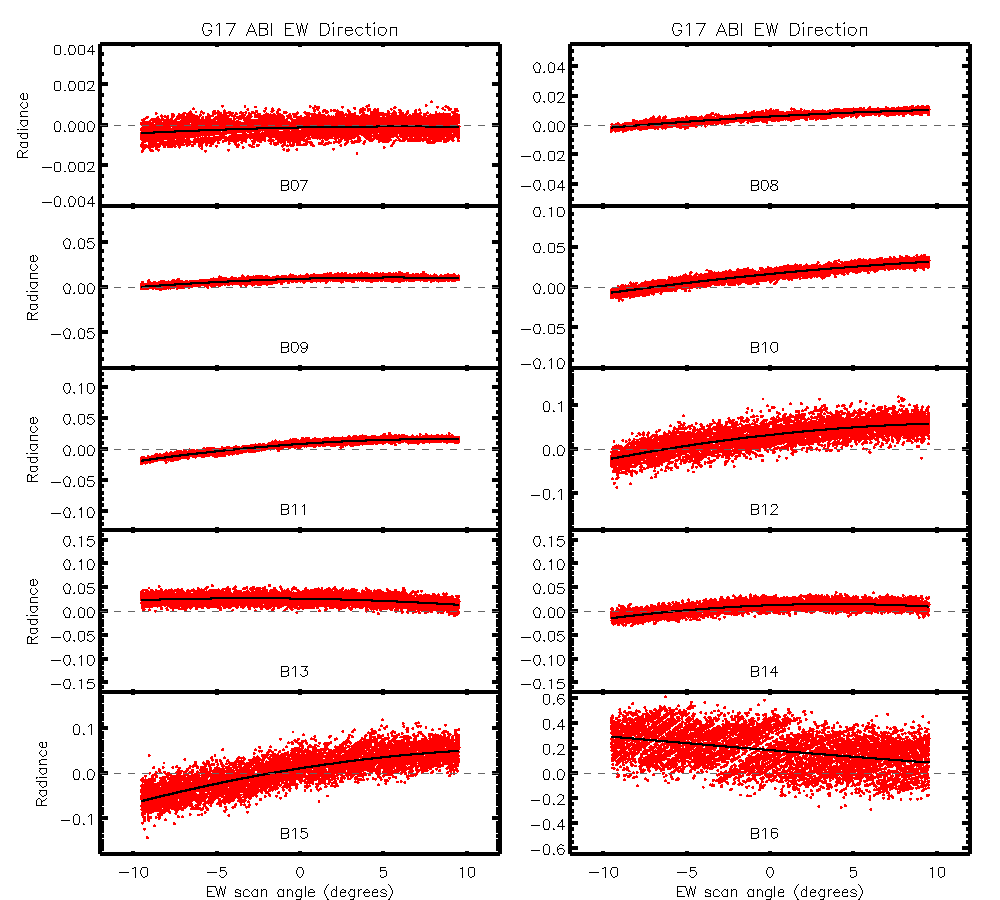 G17 ABI EW Direction
G17 ABI EW Direction
0.004
0.002
0.000
−0.002
−0.004
Radiance
B07
0.04
0.02
0.00
−0.02
−0.04
B08
0.05
0.00
−0.05
Radiance
B09
0.10
0.05
0.00
−0.05
−0.10
B10
0.10
0.05
0.00
−0.05
−0.10
Radiance
B11
0.1
0.0
−0.1
B12
0.15
0.10
0.05
0.00
−0.05
−0.10
−0.15
Radiance
B13
0.15
0.10
0.05
0.00
−0.05
−0.10
−0.15
B14
0.1
0.0
−0.1
Radiance
B15
0.6
0.4
0.2
0.0
−0.2
−0.4
−0.6
B16
−10 −5 0 5 10
EW scan angle (degrees)
−10 −5 0 5 10
EW scan angle (degrees)